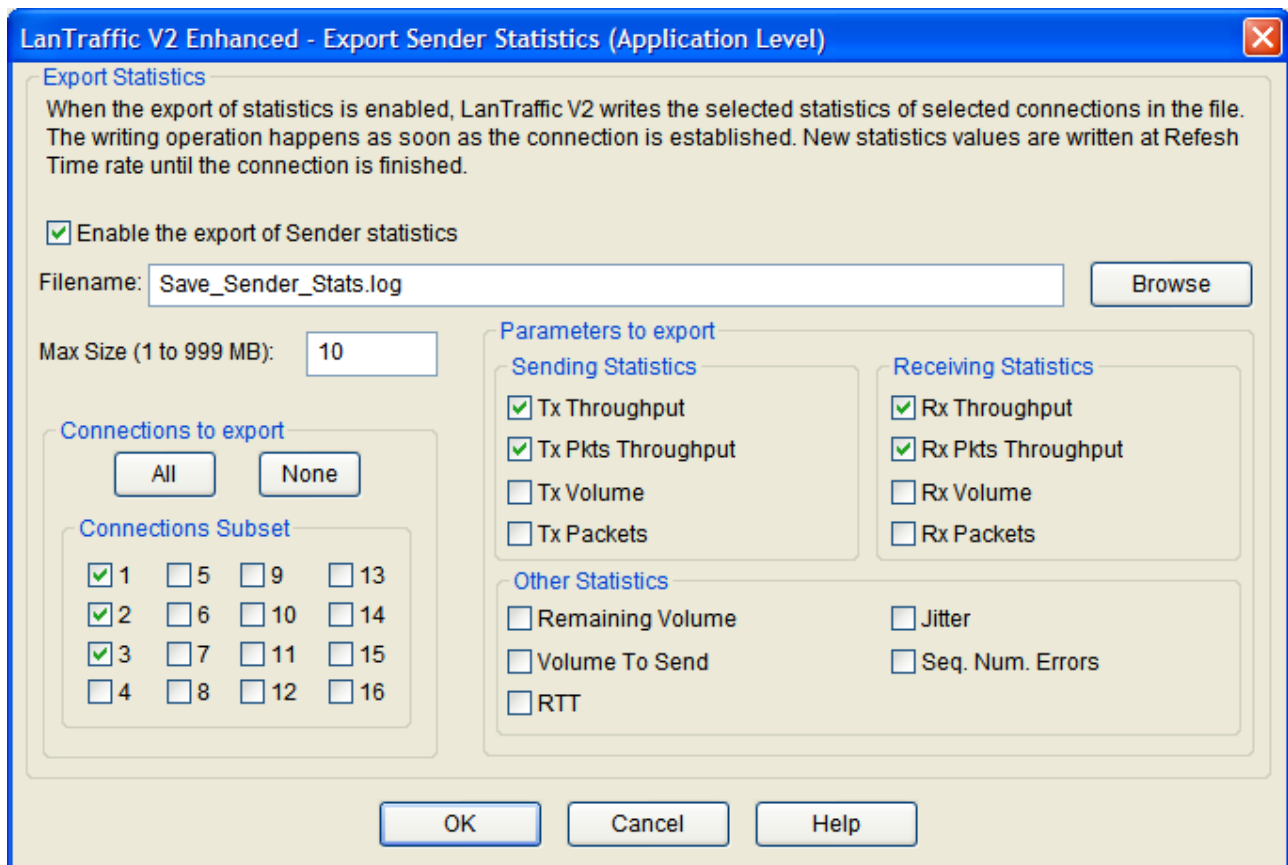 LanTraffic V2 Enhanced - Export Sender Statistics (Application Level)
Export Statistics
When the export of statistics is enabled, LanTraffic V2 writes the selected statistics of selected connections in the file.
The writing operation happens as soon as the connection is established. New statistics values are written at Refesh
Time rate until the connection is finished.
Enable the export of Sender statistics
Filename: Save_Sender_Stats.log Browse
Max Size (1 to 999 MB): 10
Connections to export
All None
Connections Subset
1 5 9 13
2 6 10 14
3 7 11 15
4 8 12 16
Parameters to export
Sending Statistics
Tx Throughput
Tx Pkts Throughput
Tx Volume
Tx Packets
Receiving Statistics
Rx Throughput
Rx Pkts Throughput
Rx Volume
Rx Packets
Other Statistics
Remaining Volume
Volume To Send
RTT
Jitter
Seq. Num. Errors
OK Cancel Help